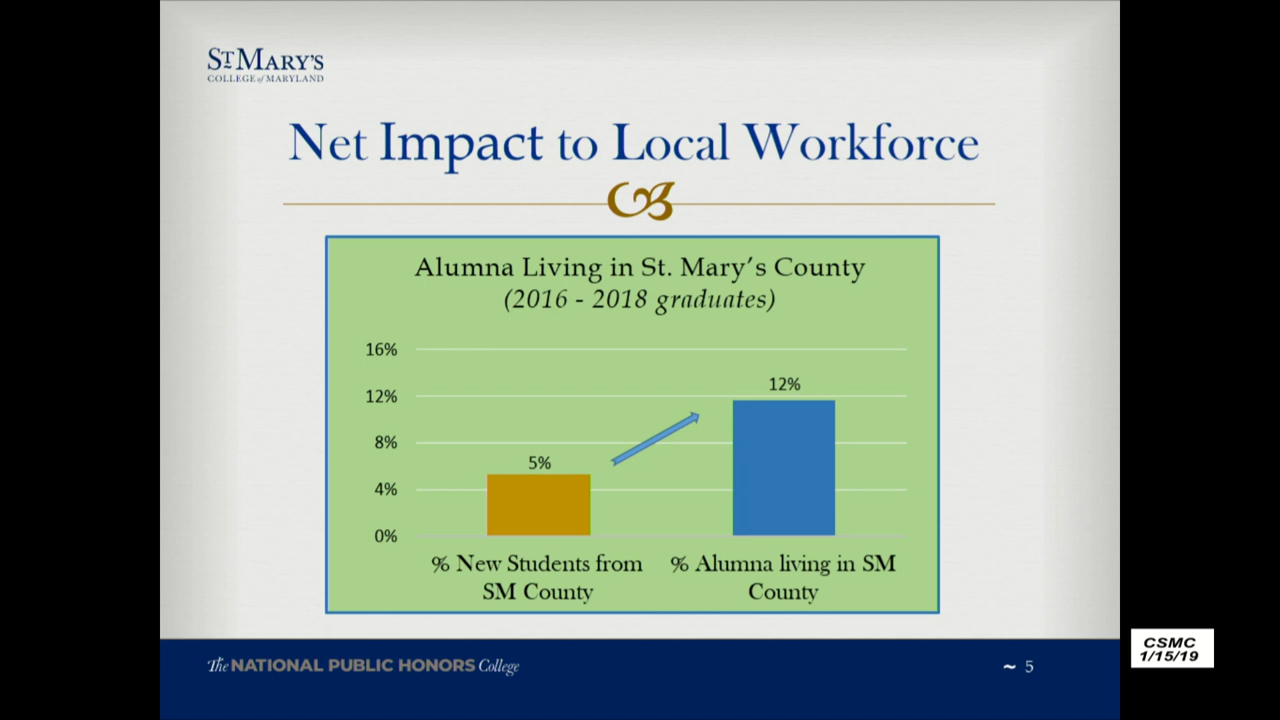 ST MARY'S
COLLEGE of MARYLAND
Net Impact to Local Workforce
Alumna Living in St. Mary's County
(2016 - 2018 graduates)
16%
12%
8%
4%
0%
5%
12%
% New Students from
SM County
% Alumna living in SM
County
The NATIONAL PUBLIC HONORS College
~ 5
CSMC
1/15/19